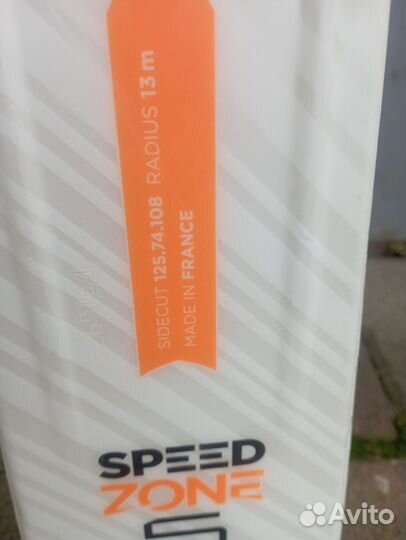 SIDECUT 125.74.108 RADIUS 13 m
MADE IN FRANCE
SPEED
ZONE
Avito